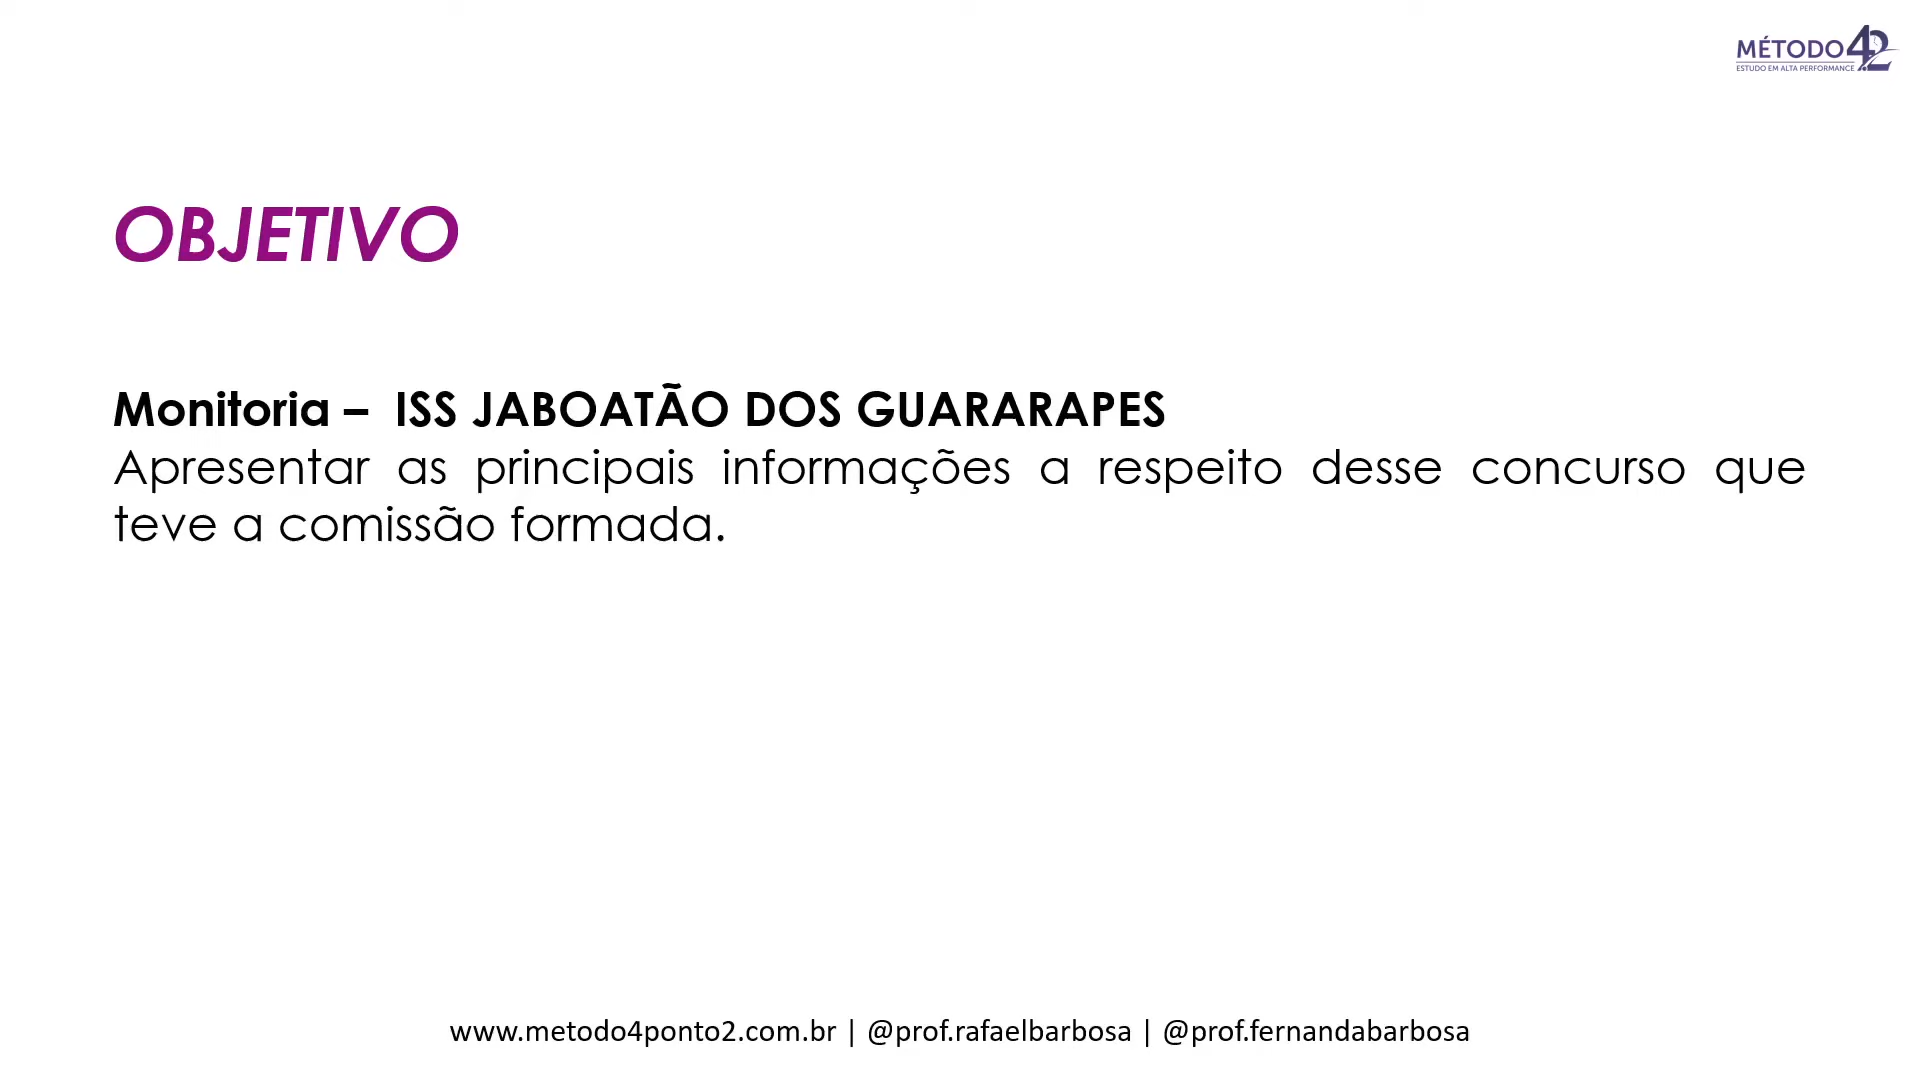 MÉTODO 4.2
ESTUDO EM ALTA PERFORMANCE
OBJETIVO
Monitoria – ISS JABOATÃO DOS GUARARAPES
Apresentar as principais informações a respeito desse concurso que
teve a comissão formada.
www.metodo4ponto2.com.br | @prof.rafaelbarbosa | @prof.fernandabarbosa